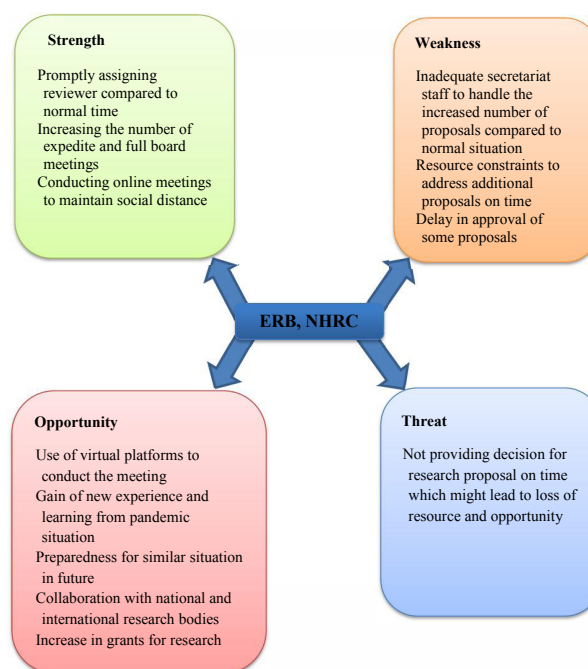 Strength
Promptly assigning
reviewer compared to
normal time
Increasing the number of
expedite and full board
meetings
Conducting online meetings
to maintain social distance
Weakness
Inadequate secretariat
staff to handle the
increased number of
proposals compared to
normal situation
Resource constraints to
address additional
proposals on time
Delay in approval of
some proposals
ERB, NHRC
Opportunity
Use of virtual platforms to
conduct the meeting
Gain of new experience and
learning from pandemic
situation
Preparedness for similar situation
in future
Collaboration with national and
international research bodies
Increase in grants for research
Threat
Not providing decision for
research proposal on time
which might lead to loss of
resource and opportunity